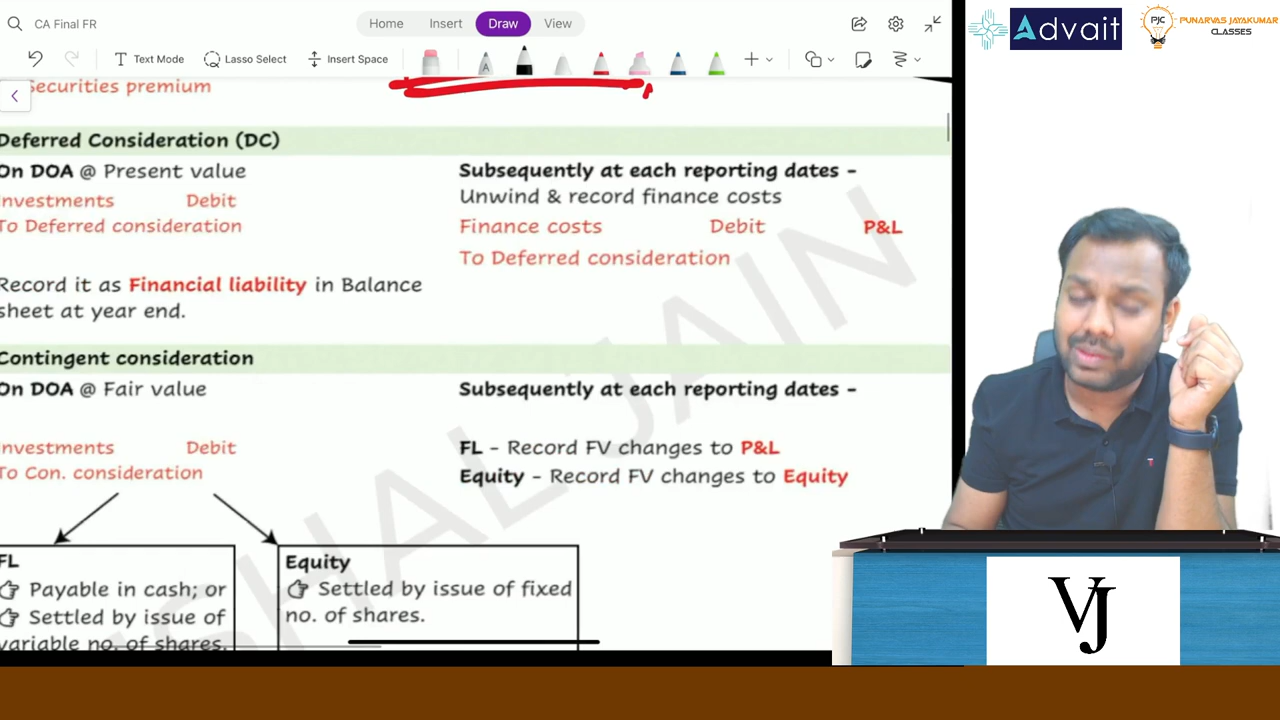 CA Final FR
Home Insert Draw View
Text Mode Lasso Select Insert Space
Advait
PJC PUNARVAS JAYAKUMAR
CLASSES
Securities premium
Deferred Consideration (DC)
On DOA @ Present value
Investments Debit
To Deferred consideration
Record it as Financial liability in Balance
sheet at year end.
Subsequently at each reporting dates -
Unwind & record finance costs
Finance costs Debit P&L
To Deferred consideration
Contingent consideration
On DOA @ Fair value
Investments Debit
To Con. consideration
Subsequently at each reporting dates -
FL - Record FV changes to P&L
Equity - Record FV changes to Equity
FL
Payable in cash; or
Settled by issue of
variable no. of shares.
Equity
Settled by issue of fixed
no. of shares.
SHAL JAIN
VJ